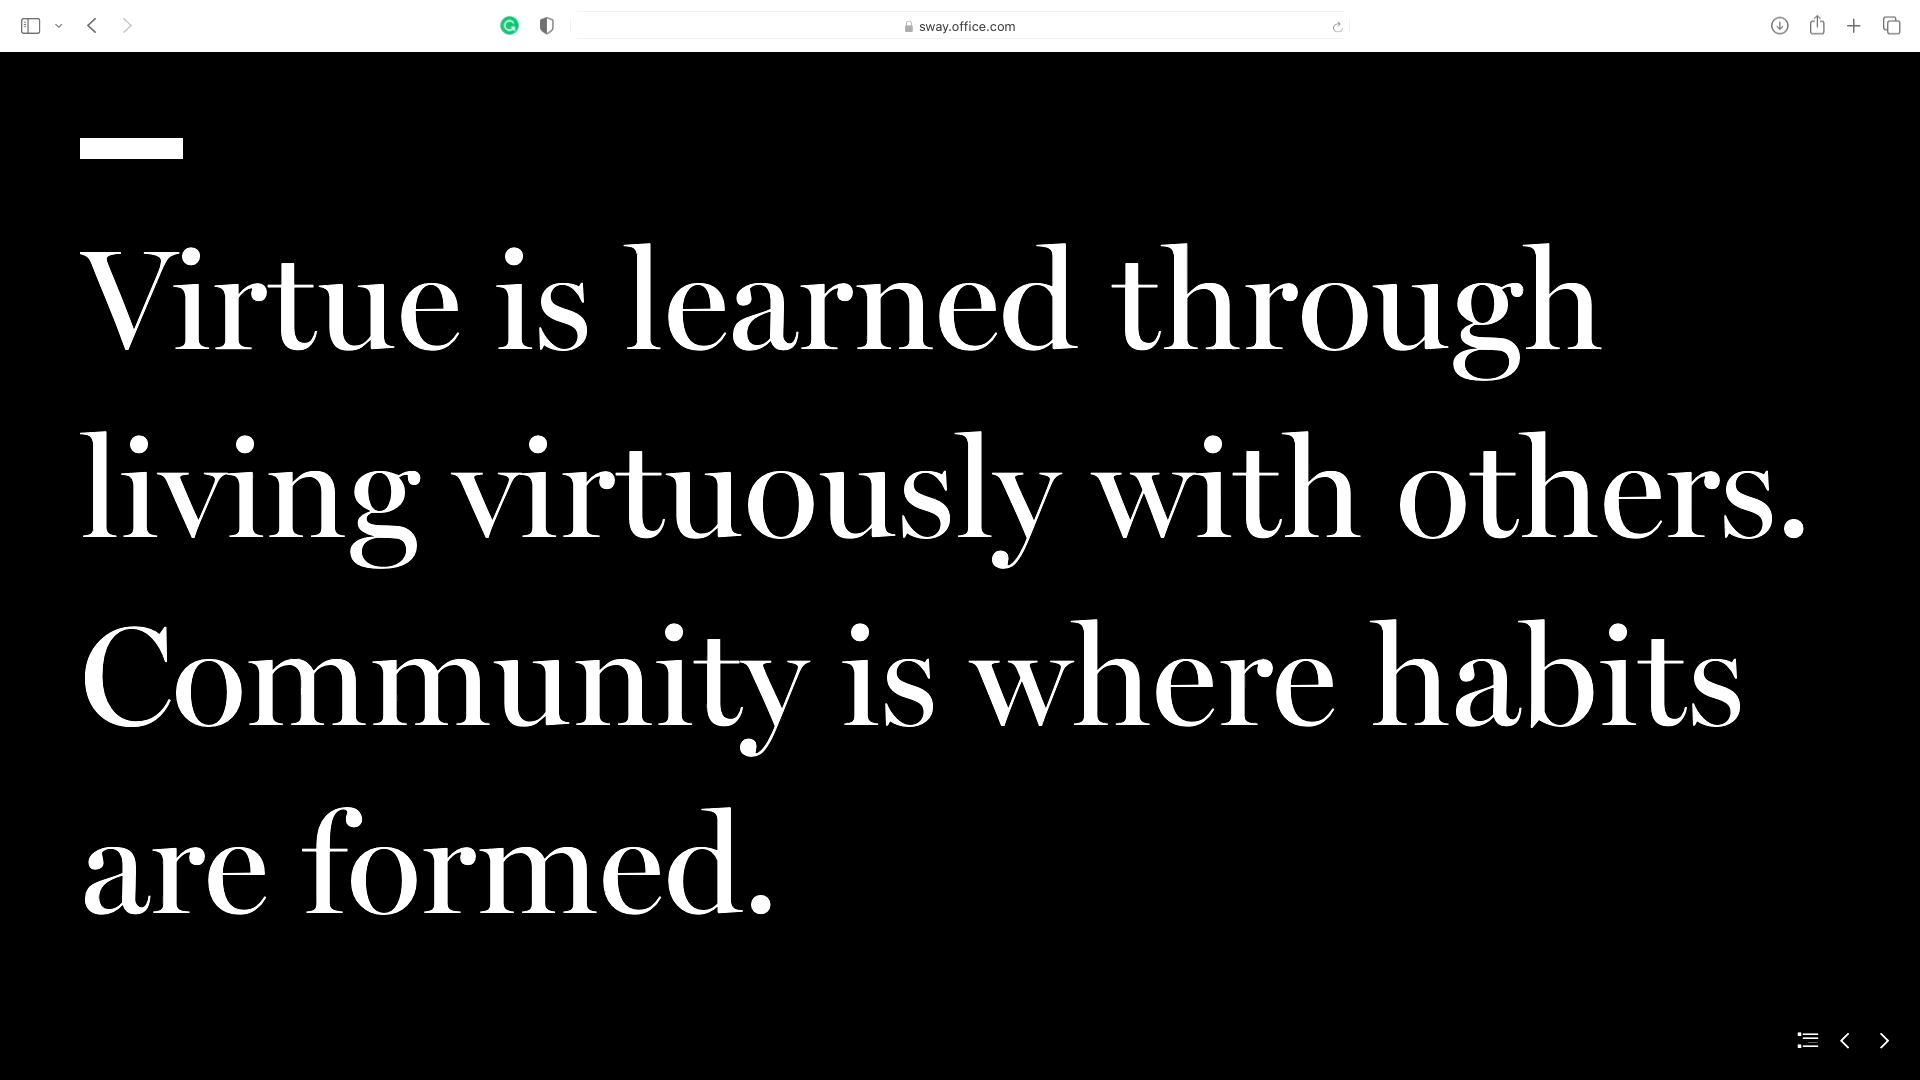 sway.office.com
Virtue is learned through
living virtuously with others.
Community is where habits
are formed.